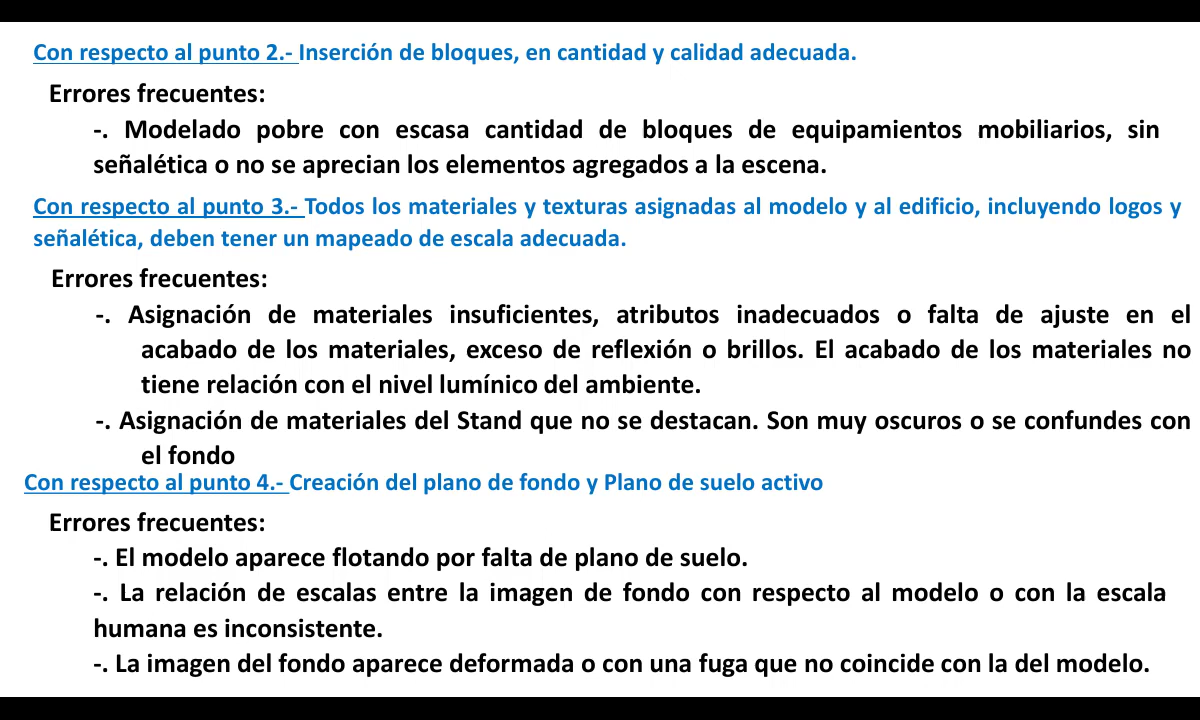 Con respecto al punto 2.- Inserción de bloques, en cantidad y calidad adecuada.
Errores frecuentes:
-. Modelado pobre con escasa cantidad de bloques de equipamientos mobiliarios, sin
señalética o no se aprecian los elementos agregados a la escena.
Con respecto al punto 3.- Todos los materiales y texturas asignadas al modelo y al edificio, incluyendo logos y
señalética, deben tener un mapeado de escala adecuada.
Errores frecuentes:
-. Asignación de materiales insuficientes, atributos inadecuados o falta de ajuste en el
acabado de los materiales, exceso de reflexión o brillos. El acabado de los materiales no
tiene relación con el nivel lumínico del ambiente.
-. Asignación de materiales del Stand que no se destacan. Son muy oscuros o se confundes con
el fondo
Con respecto al punto 4.- Creación del plano de fondo y Plano de suelo activo
Errores frecuentes:
-. El modelo aparece flotando por falta de plano de suelo.
-. La relación de escalas entre la imagen de fondo con respecto al modelo o con la escala
humana es inconsistente.
-. La imagen del fondo aparece deformada o con una fuga que no coincide con la del modelo.